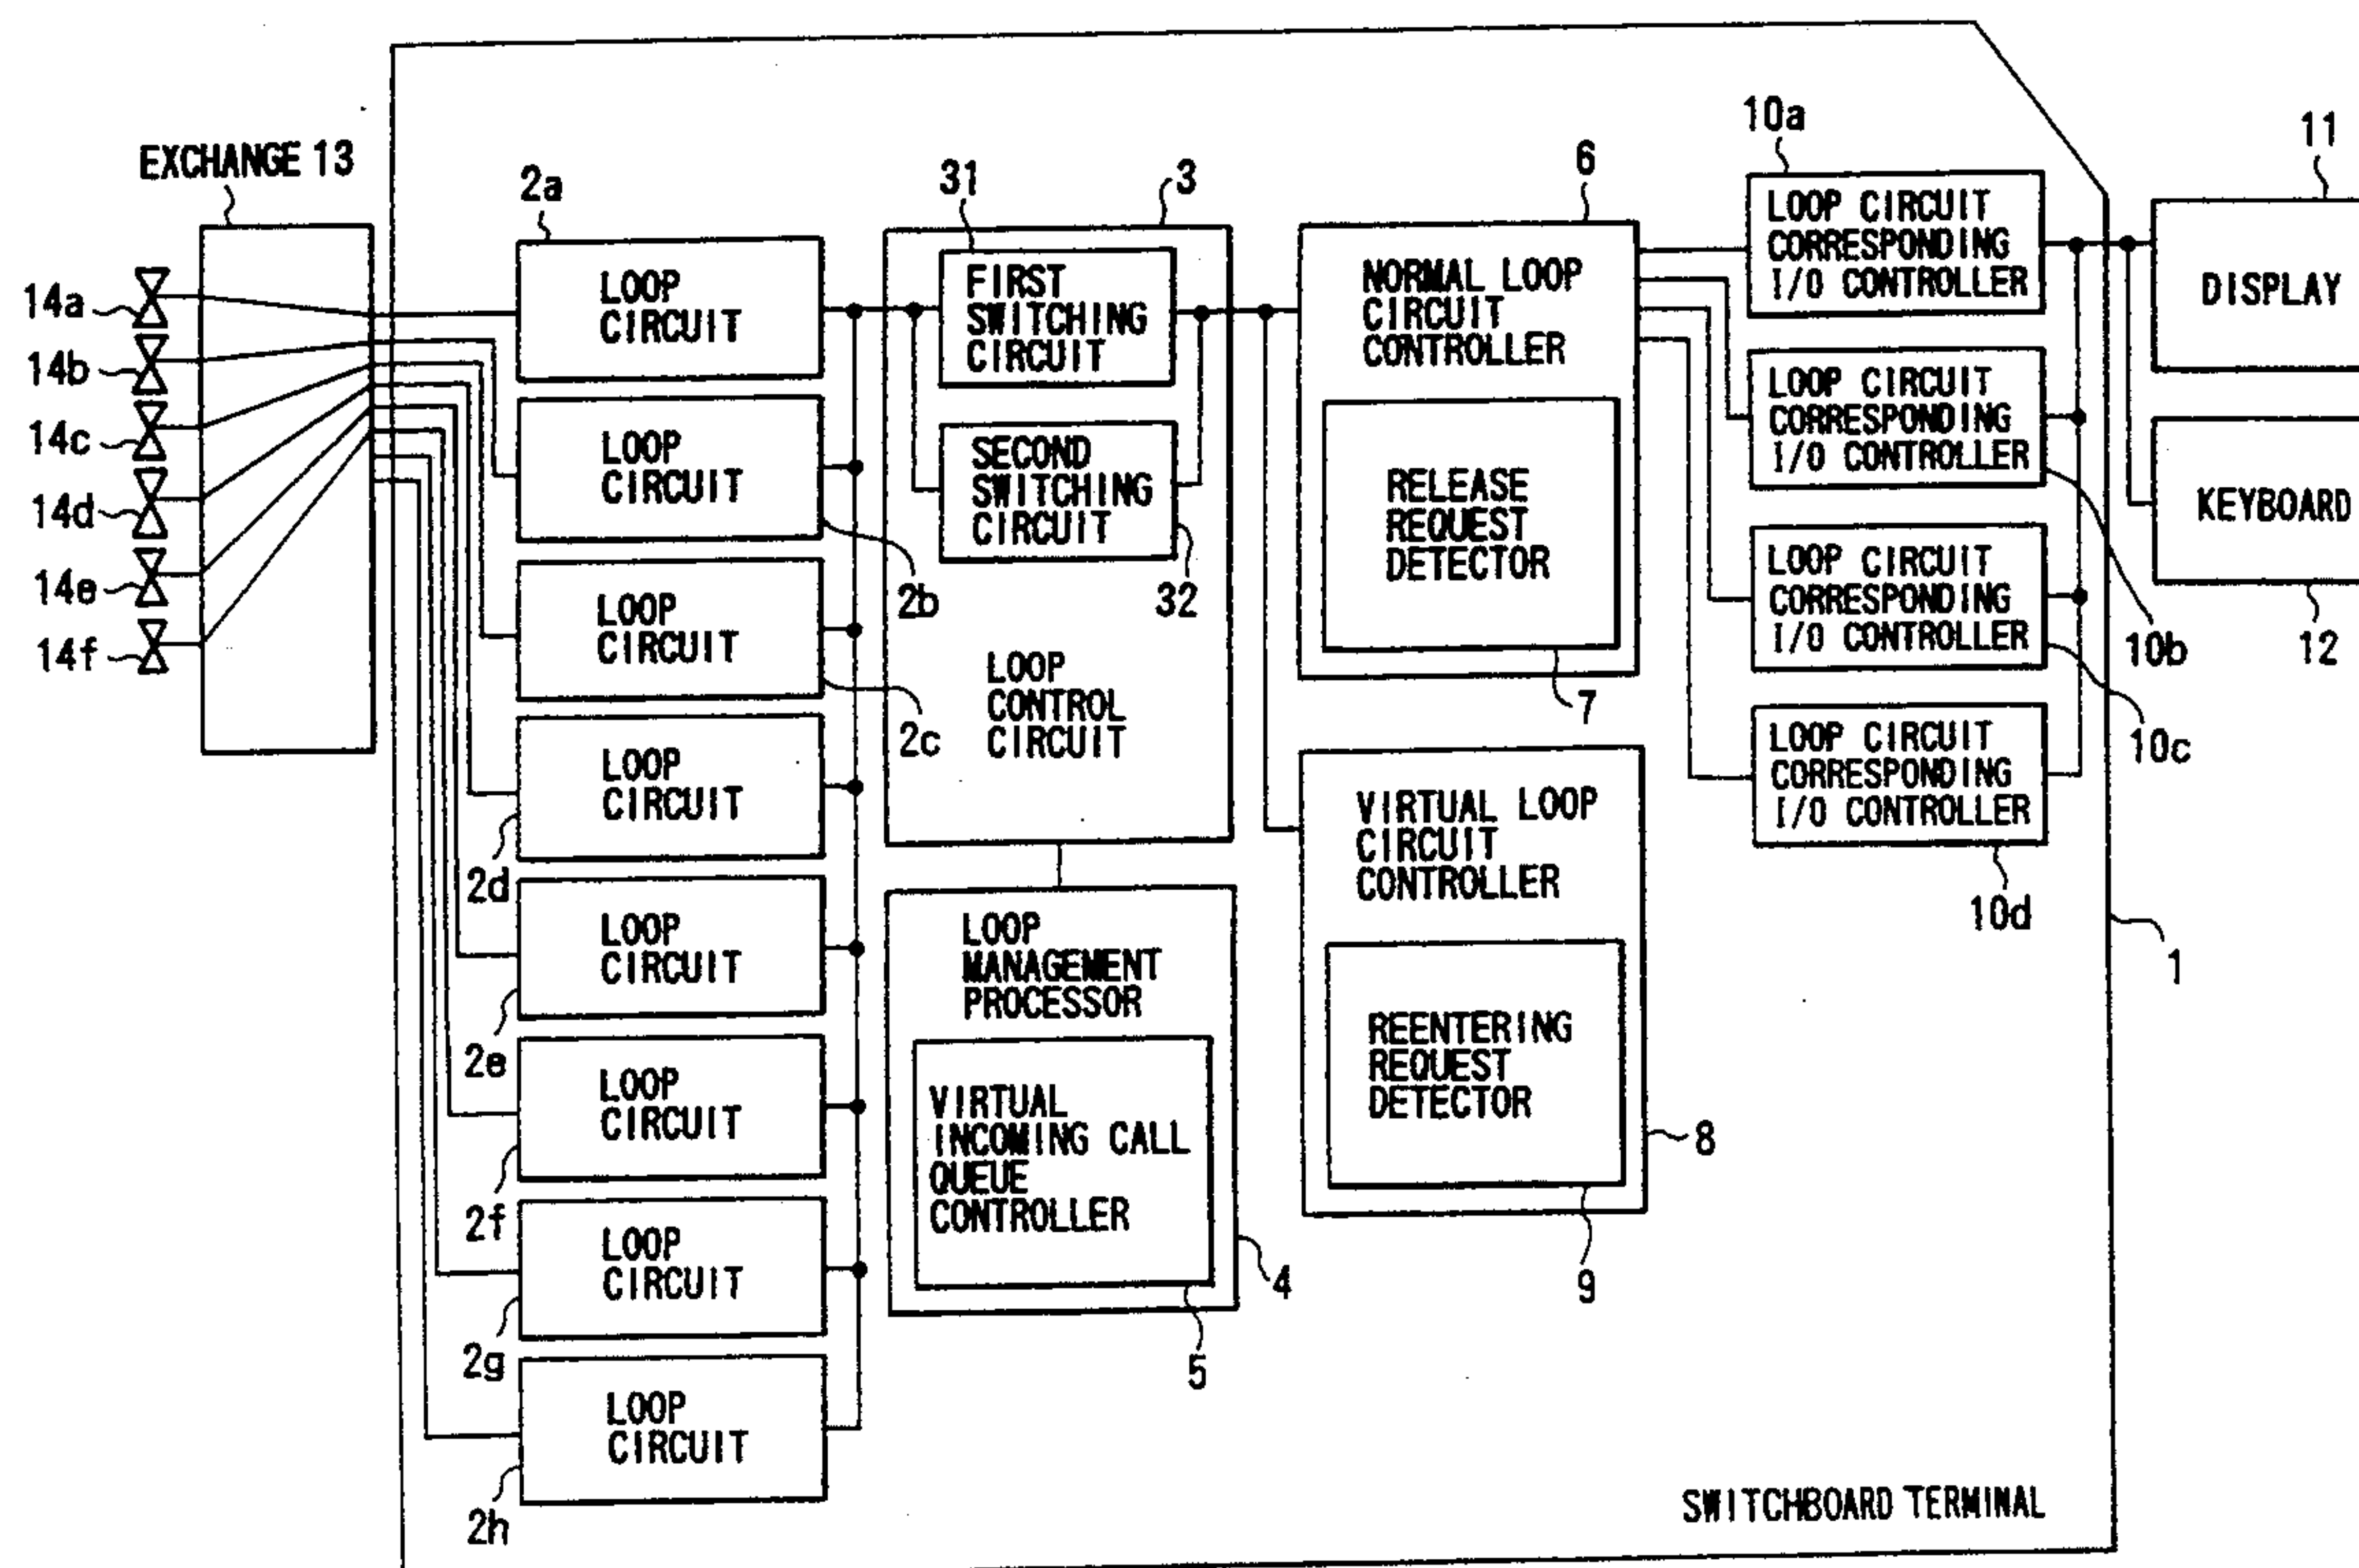 EXCHANGE 13
14a
14b
14c
14d
14e
14f
2a
LOOP
CIRCUIT
LOOP
CIRCUIT
2b
LOOP
CIRCUIT
2c
LOOP
CIRCUIT
2d
LOOP
CIRCUIT
2e
LOOP
CIRCUIT
2f
LOOP
CIRCUIT
2g
LOOP
CIRCUIT
2h
31
3
FIRST
SWITCHING
CIRCUIT
SECOND
SWITCHING
CIRCUIT
32
LOOP
CONTROL
CIRCUIT
LOOP
MANAGEMENT
PROCESSOR
VIRTUAL
INCOMING CALL
QUEUE
CONTROLLER
4
5
6
NORMAL LOOP
CIRCUIT
CONTROLLER
RELEASE
REQUEST
DETECTOR
7
VIRTUAL LOOP
CIRCUIT
CONTROLLER
REENTERING
REQUEST
DETECTOR
8
9
10a
LOOP CIRCUIT
CORRESPONDING
I/O CONTROLLER
LOOP CIRCUIT
CORRESPONDING
I/O CONTROLLER
10b
LOOP CIRCUIT
CORRESPONDING
I/O CONTROLLER
10c
LOOP CIRCUIT
CORRESPONDING
I/O CONTROLLER
10d
11
DISPLAY
KEYBOARD
12
1
SWITCHBOARD TERMINAL